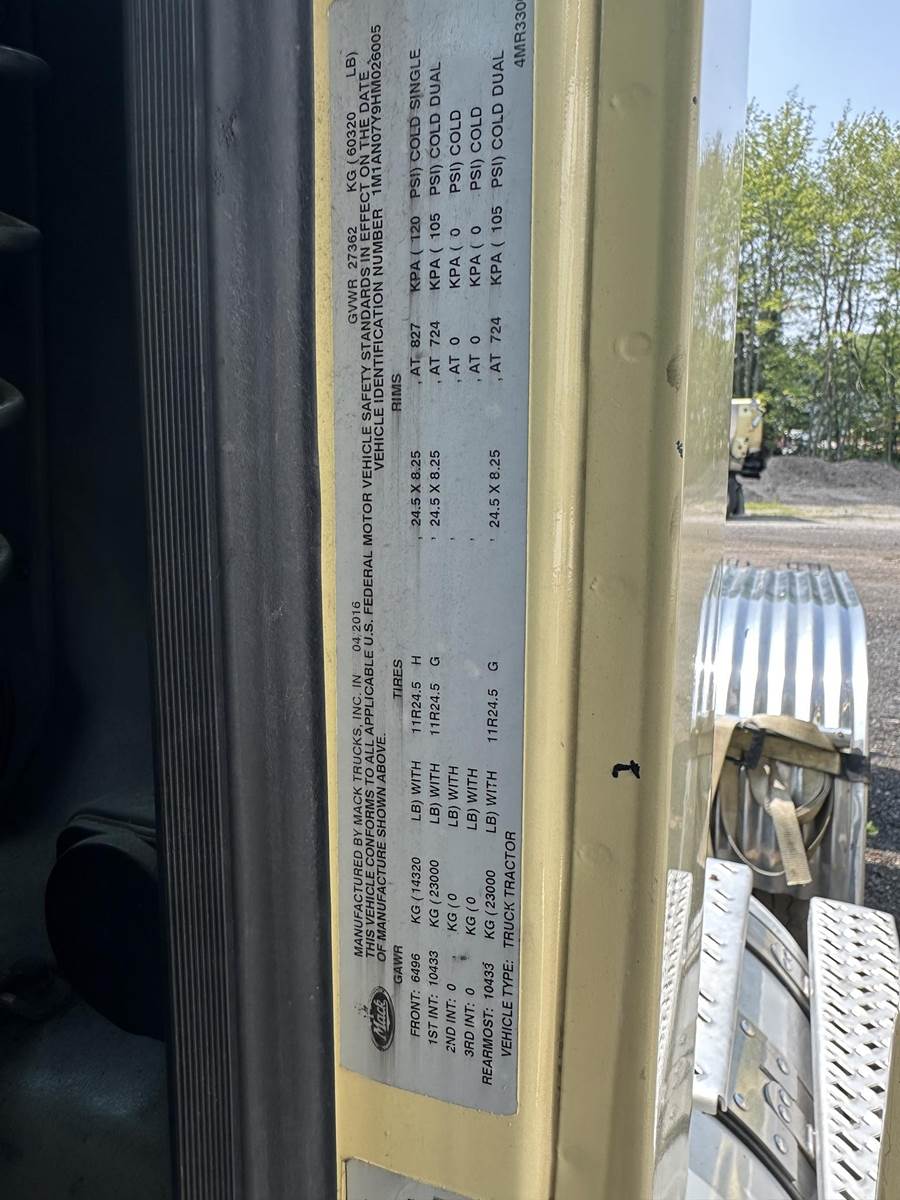 MANUFACTURED BY MACK TRUCKS, INC. IN 04/2016 GVWR 27362 KG ( 60320 LB)
THIS VEHICLE CONFORMS TO ALL APPLICABLE U.S. FEDERAL MOTOR VEHICLE SAFETY STANDARDS IN EFFECT ON THE DATE
OF MANUFACTURE SHOWN ABOVE. VEHICLE IDENTIFICATION NUMBER 1M1AN07Y9HM026005
Mack
GAWR TIRES RIMS
FRONT: 6496 KG ( 14320 LB) WITH 11R24.5 H , 24.5 X 8.25 , AT 827 KPA ( 120 PSI) COLD SINGLE
1ST INT: 10433 KG ( 23000 LB) WITH 11R24.5 G , 24.5 X 8.25 , AT 724 KPA ( 105 PSI) COLD DUAL
2ND INT: 0 KG ( 0 LB) WITH , , AT 0 KPA ( 0 PSI) COLD
3RD INT: 0 KG ( 0 LB) WITH , , AT 0 KPA ( 0 PSI) COLD
REARMOST: 10433 KG ( 23000 LB) WITH 11R24.5 G , 24.5 X 8.25 , AT 724 KPA ( 105 PSI) COLD DUAL
VEHICLE TYPE: TRUCK TRACTOR 4MR330